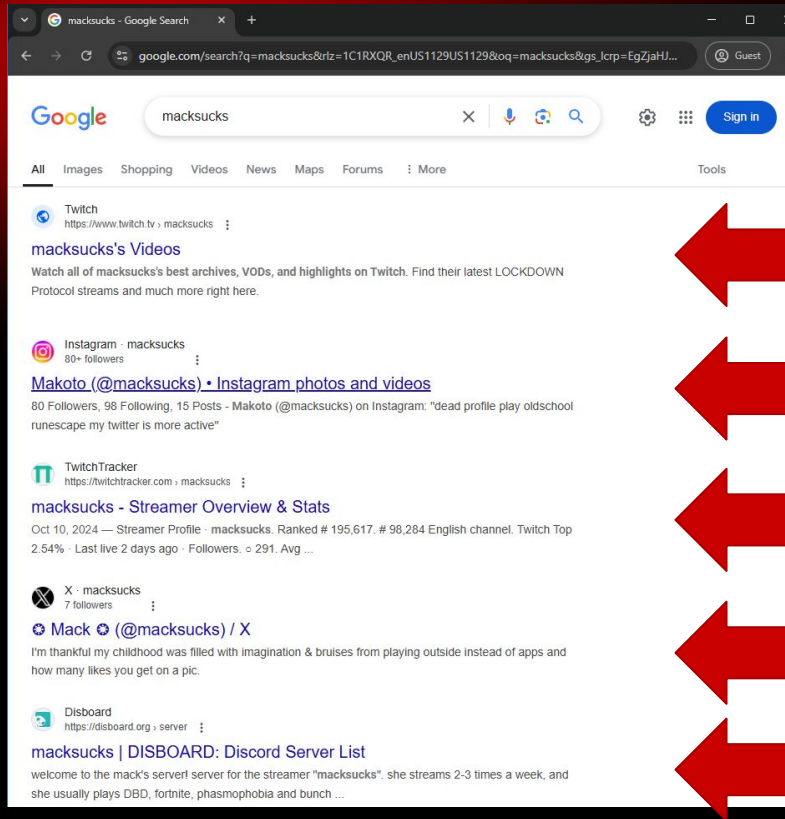 macksucks - Google Search
google.com/search?q=macksucks&rlz=1C1RXQR_enUS1129US1129&oq=macksucks&gs_lcrp=EgZjaHJ...
Guest
Google
macksucks
Sign in
All Images Shopping Videos News Maps Forums More
Tools
Twitch
https://www.twitch.tv › macksucks
macksucks's Videos
Watch all of macksucks's best archives, VODs, and highlights on Twitch. Find their latest LOCKDOWN
Protocol streams and much more right here.
Instagram · macksucks
80+ followers
Makoto (@macksucks) • Instagram photos and videos
80 Followers, 98 Following, 15 Posts - Makoto (@macksucks) on Instagram: "dead profile play oldschool
runescape my twitter is more active"
TwitchTracker
https://twitchtracker.com › macksucks
macksucks - Streamer Overview & Stats
Oct 10, 2024 — Streamer Profile · macksucks. Ranked # 195,617. # 98,284 English channel. Twitch Top
2.54% · Last live 2 days ago · Followers. ○ 291. Avg ...
X · macksucks
7 followers
❂ Mack ❂ (@macksucks) / X
I'm thankful my childhood was filled with imagination & bruises from playing outside instead of apps and
how many likes you get on a pic.
Disboard
https://disboard.org › server
macksucks | DISBOARD: Discord Server List
welcome to the mack's server! server for the streamer "macksucks". she streams 2-3 times a week, and
she usually plays DBD, fortnite, phasmophobia and bunch ...